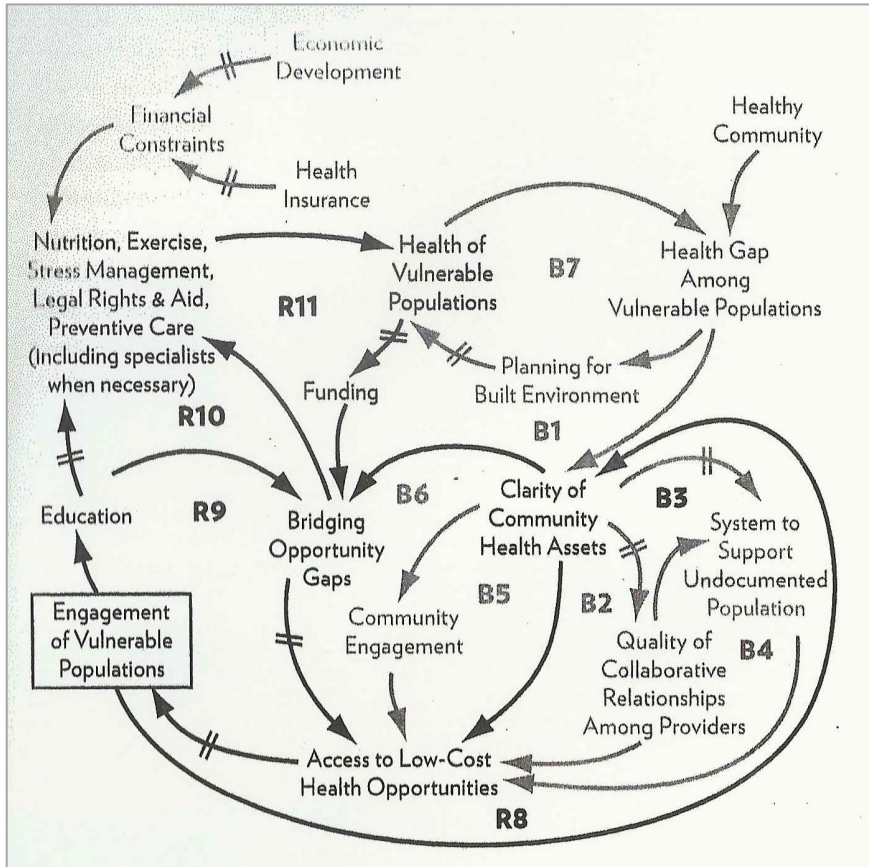 Economic
Development
Financial
Constraints
Healthy
Community
Health
Insurance
Nutrition, Exercise,
Stress Management,
Legal Rights & Aid,
Preventive Care
(Including specialists
when necessary)
R11
Health of
Vulnerable
Populations
B7
Health Gap
Among
Vulnerable Populations
Funding
Planning for
Built Environment
R10
B1
Education
R9
Bridging
Opportunity
Gaps
B6
Clarity of
Community
Health Assets
B3
System to
Support
Undocumented
Population
Engagement
of Vulnerable
Populations
Community
Engagement
B5
B2
Quality of
Collaborative
Relationships
Among Providers
B4
Access to Low-Cost
Health Opportunities
R8